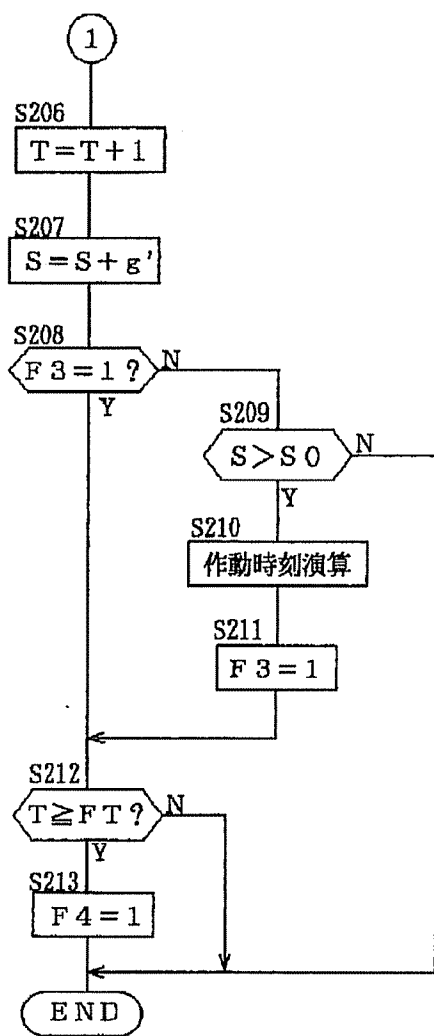 1
S206
T=T+1
S207
S=S+g'
S208
F3=1?
N
Y
S209
S>S0
N
Y
S210
作動時刻演算
S211
F3=1
S212
T≧FT?
N
Y
S213
F4=1
END